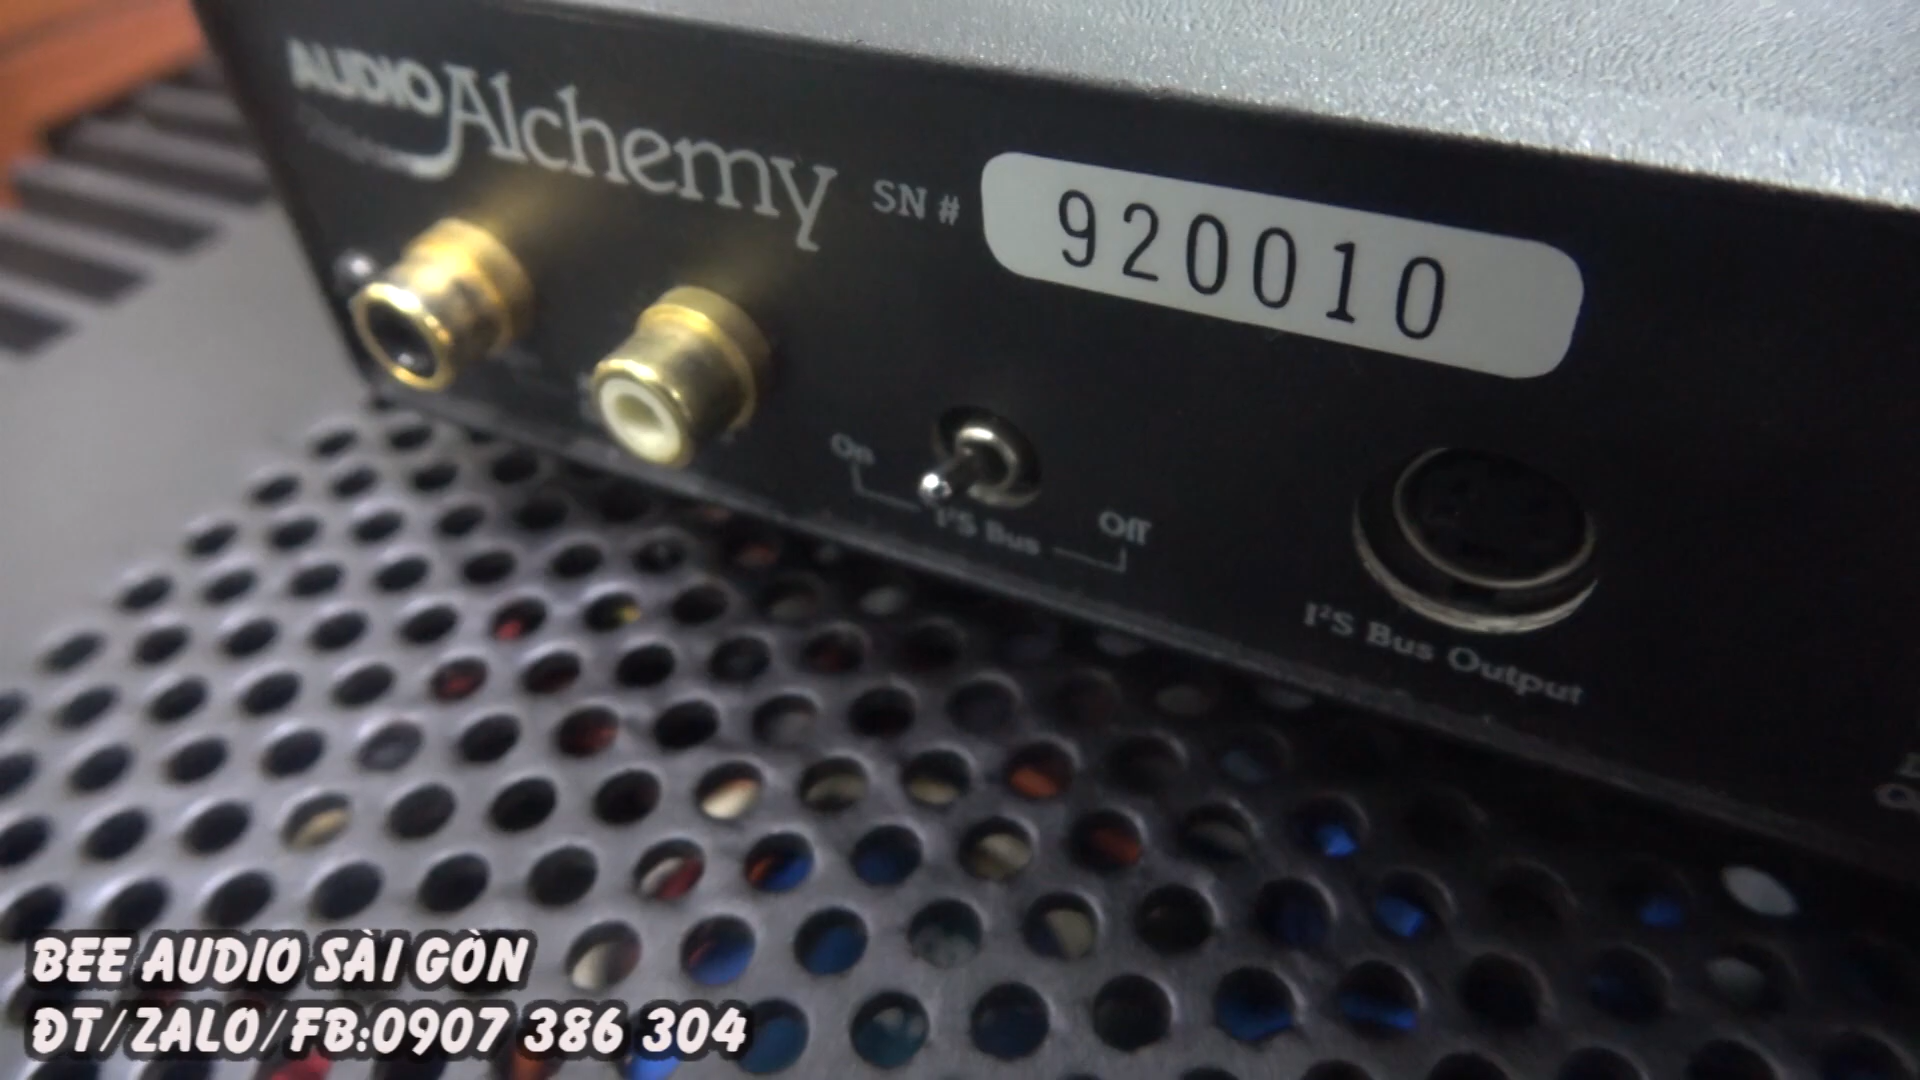 AUDIO Alchemy
SN # 920010
On
Off
I²S Bus
I²S Bus Output
BEE AUDIO SÀI GÒN
ĐT/ZALO/FB:0907 386 304